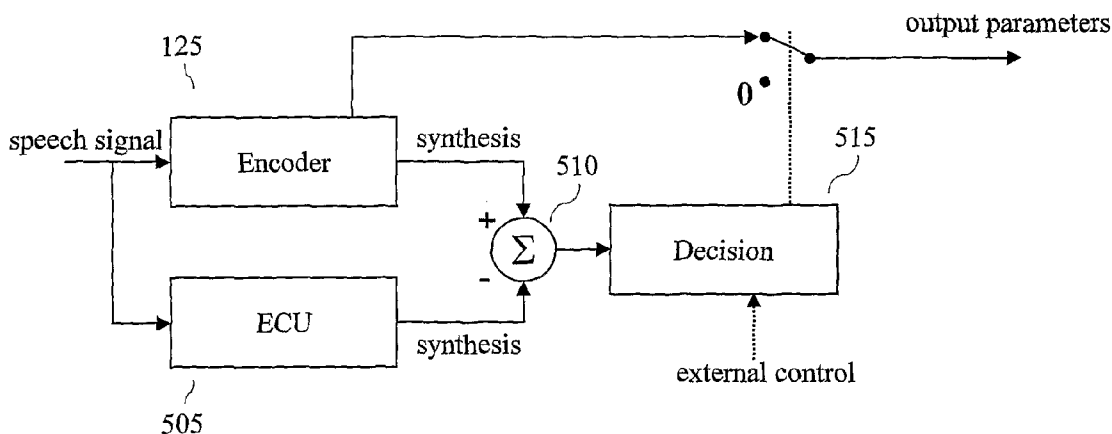 output parameters
125
0
speech signal
Encoder
synthesis
510
515
+
Σ
Decision
-
ECU
synthesis
external control
505